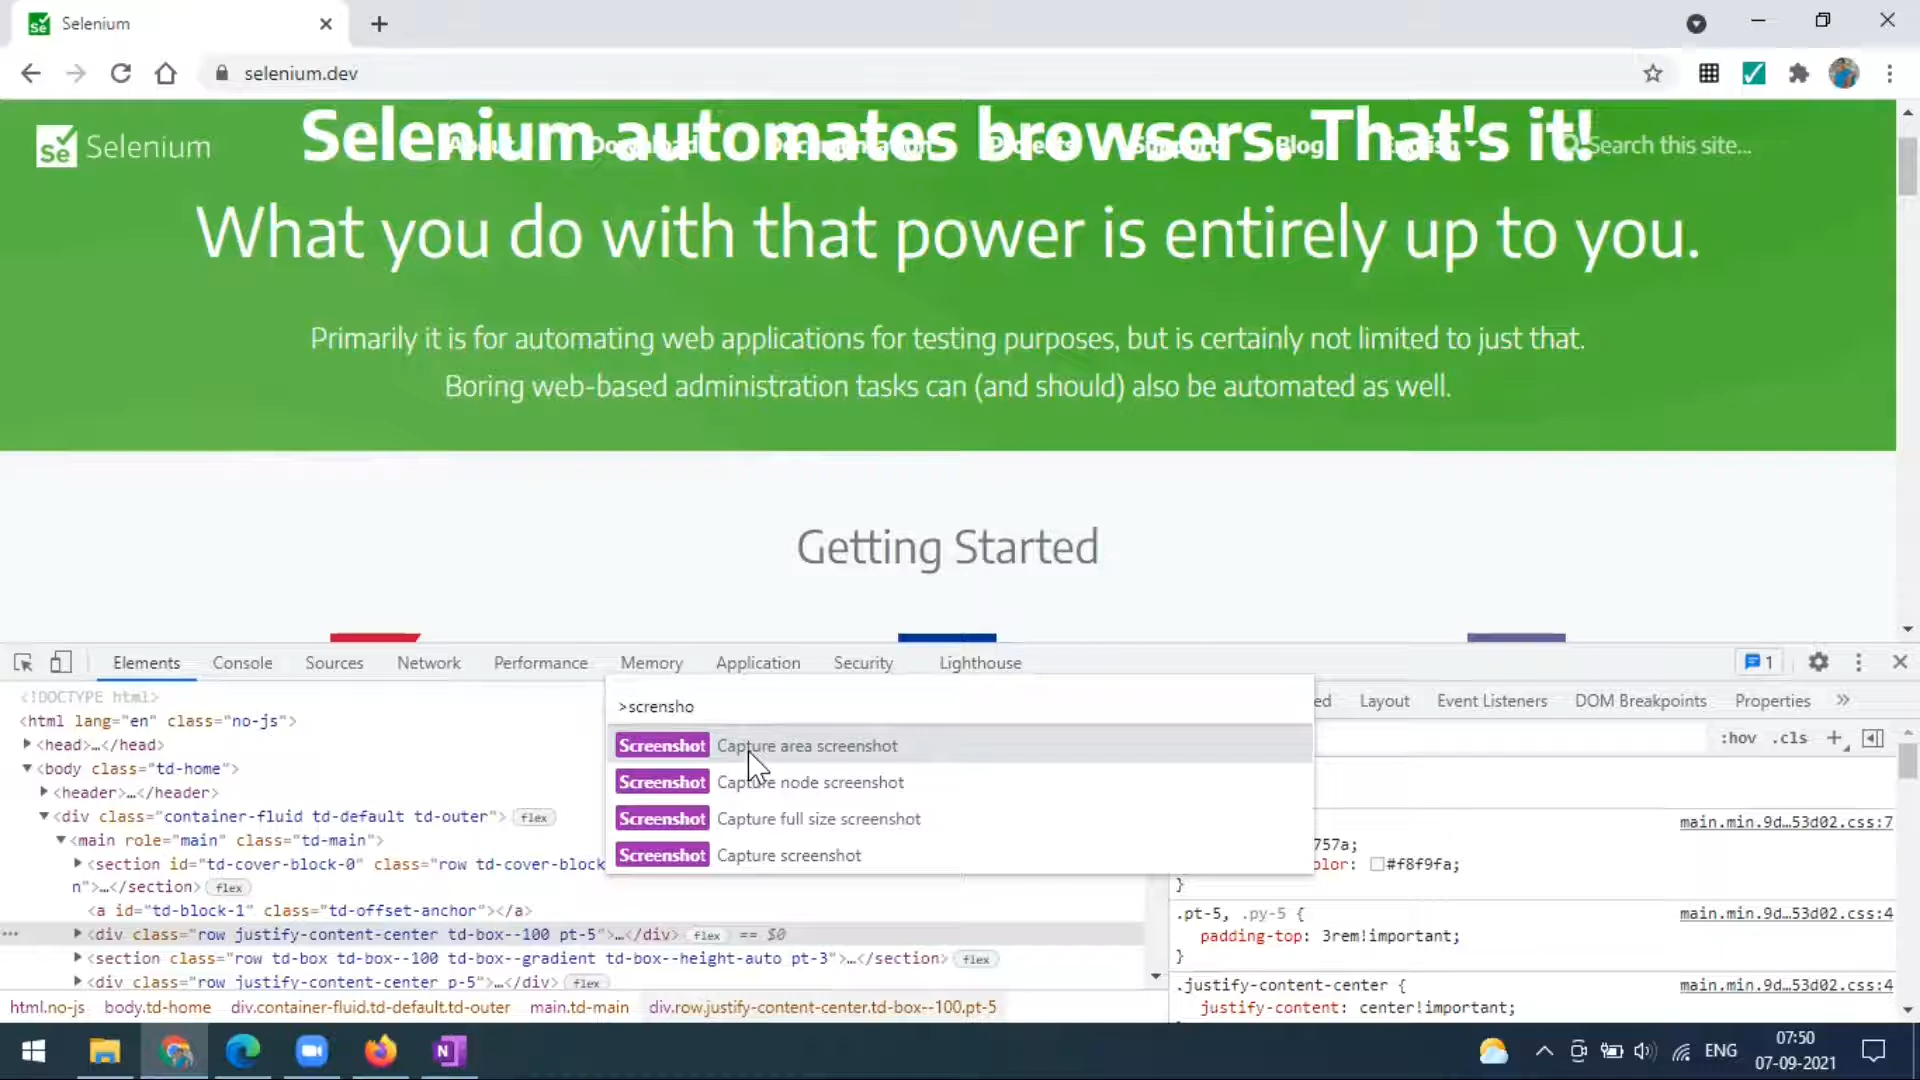 Selenium
selenium.dev
Se Selenium
Selenium automates browsers. That's it!
About Download Documentation Projects Support Blog English Search this site...
What you do with that power is entirely up to you.
Primarily it is for automating web applications for testing purposes, but is certainly not limited to just that.
Boring web-based administration tasks can (and should) also be automated as well.
Getting Started
Elements Console Sources Network Performance Memory Application Security Lighthouse 1
<!DOCTYPE html>
<html lang="en" class="no-js">
<head>…</head>
<body class="td-home">
<header>…</header>
<div class="container-fluid td-default td-outer"> flex
<main role="main" class="td-main">
<section id="td-cover-block-0" class="row td-cover-block
n">…</section> flex
<a id="td-block-1" class="td-offset-anchor"></a>
<div class="row justify-content-center td-box--100 pt-5">…</div> flex == $0
<section class="row td-box td-box--100 td-box--gradient td-box--height-auto pt-3">…</section> flex
<div class="row justify-content-center p-5">…</div> flex
html.no-js body.td-home div.container-fluid.td-default.td-outer main.td-main div.row.justify-content-center.td-box--100.pt-5
>scrensho
Screenshot Capture area screenshot
Screenshot Capture node screenshot
Screenshot Capture full size screenshot
Screenshot Capture screenshot
ed Layout Event Listeners DOM Breakpoints Properties »
:hov .cls +
main.min.9d…53d02.css:7
757a;
olor: #f8f9fa;
}
.pt-5, .py-5 { main.min.9d…53d02.css:4
padding-top: 3rem!important;
}
.justify-content-center { main.min.9d…53d02.css:4
justify-content: center!important;
N
ENG
07:50
07-09-2021